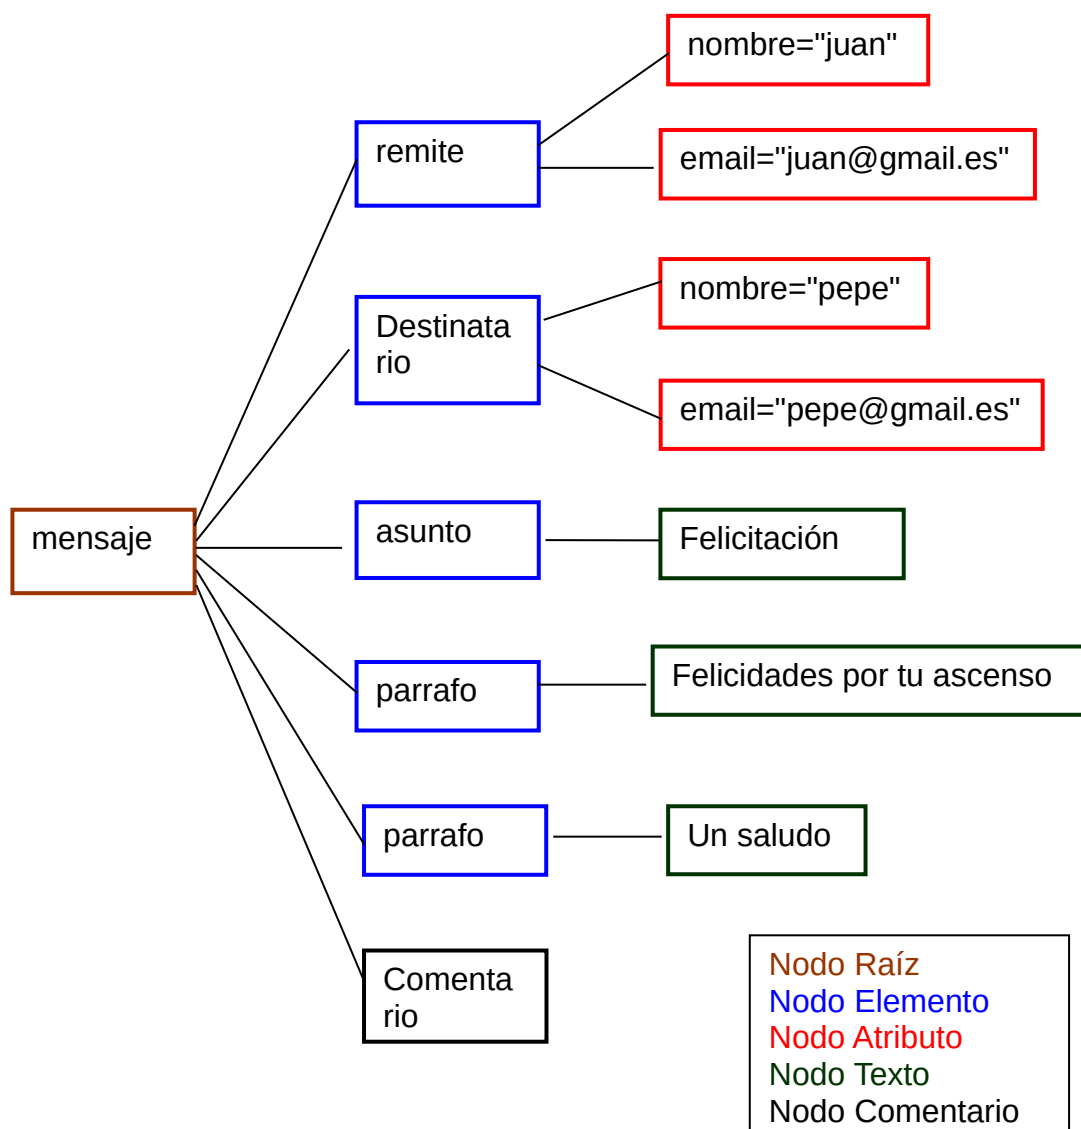 nombre="juan"
remite
email="juan@gmail.es"
nombre="pepe"
Destinata
rio
email="pepe@gmail.es"
mensaje
asunto
Felicitación
parrafo
Felicidades por tu ascenso
parrafo
Un saludo
Comenta
rio
Nodo Raíz
Nodo Elemento
Nodo Atributo
Nodo Texto
Nodo Comentario